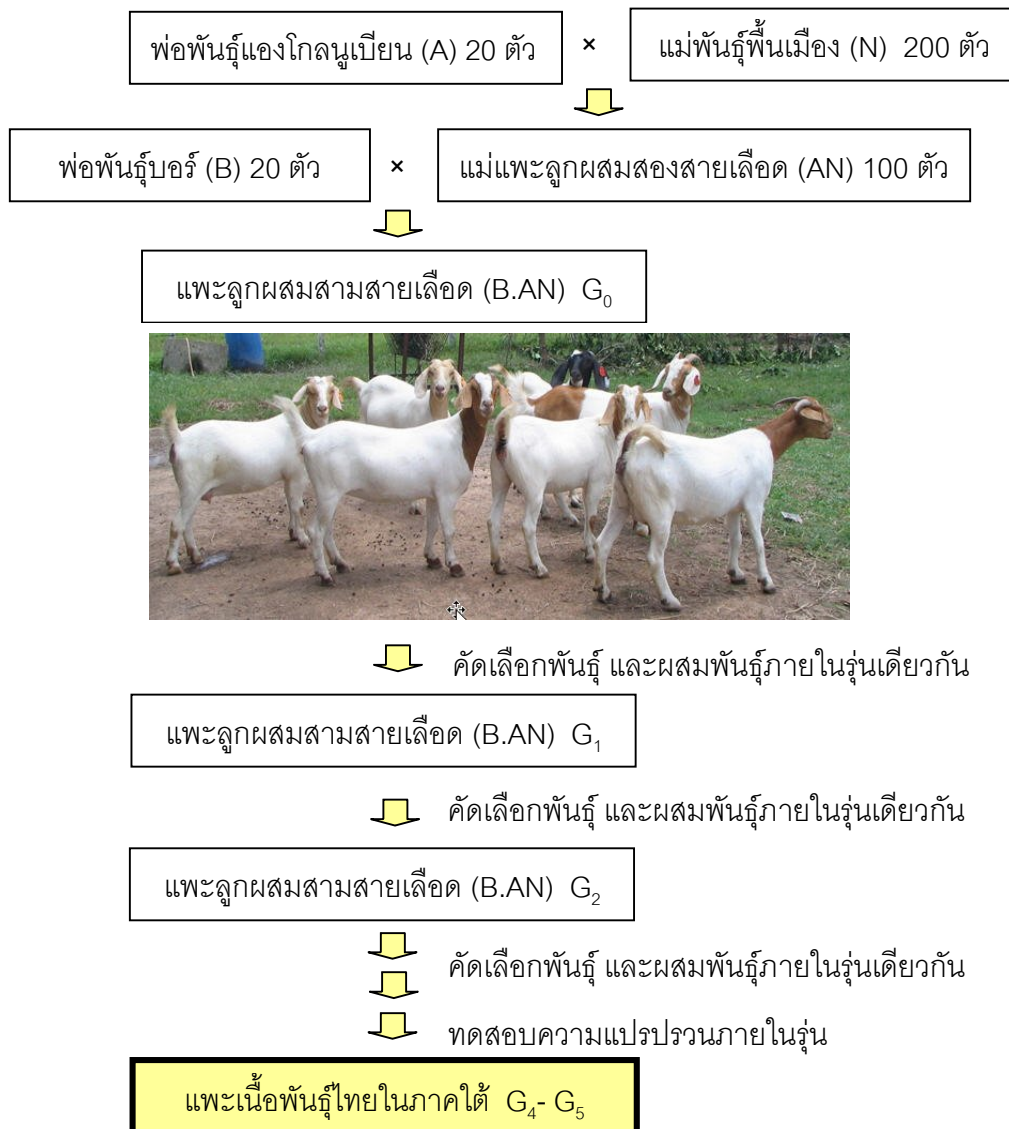 พ่อพันธุ์แองโกลนูเบียน (A) 20 ตัว × แม่พันธุ์พื้นเมือง (N) 200 ตัว
พ่อพันธุ์บอร์ (B) 20 ตัว × แม่แพะลูกผสมสองสายเลือด (AN) 100 ตัว
แพะลูกผสมสามสายเลือด (B.AN) G₀
คัดเลือกพันธุ์ และผสมพันธุ์ภายในรุ่นเดียวกัน
แพะลูกผสมสามสายเลือด (B.AN) G₁
คัดเลือกพันธุ์ และผสมพันธุ์ภายในรุ่นเดียวกัน
แพะลูกผสมสามสายเลือด (B.AN) G₂
คัดเลือกพันธุ์ และผสมพันธุ์ภายในรุ่นเดียวกัน
ทดสอบความแปรปรวนภายในรุ่น
แพะเนื้อพันธุ์ไทยในภาคใต้ G₄- G₅